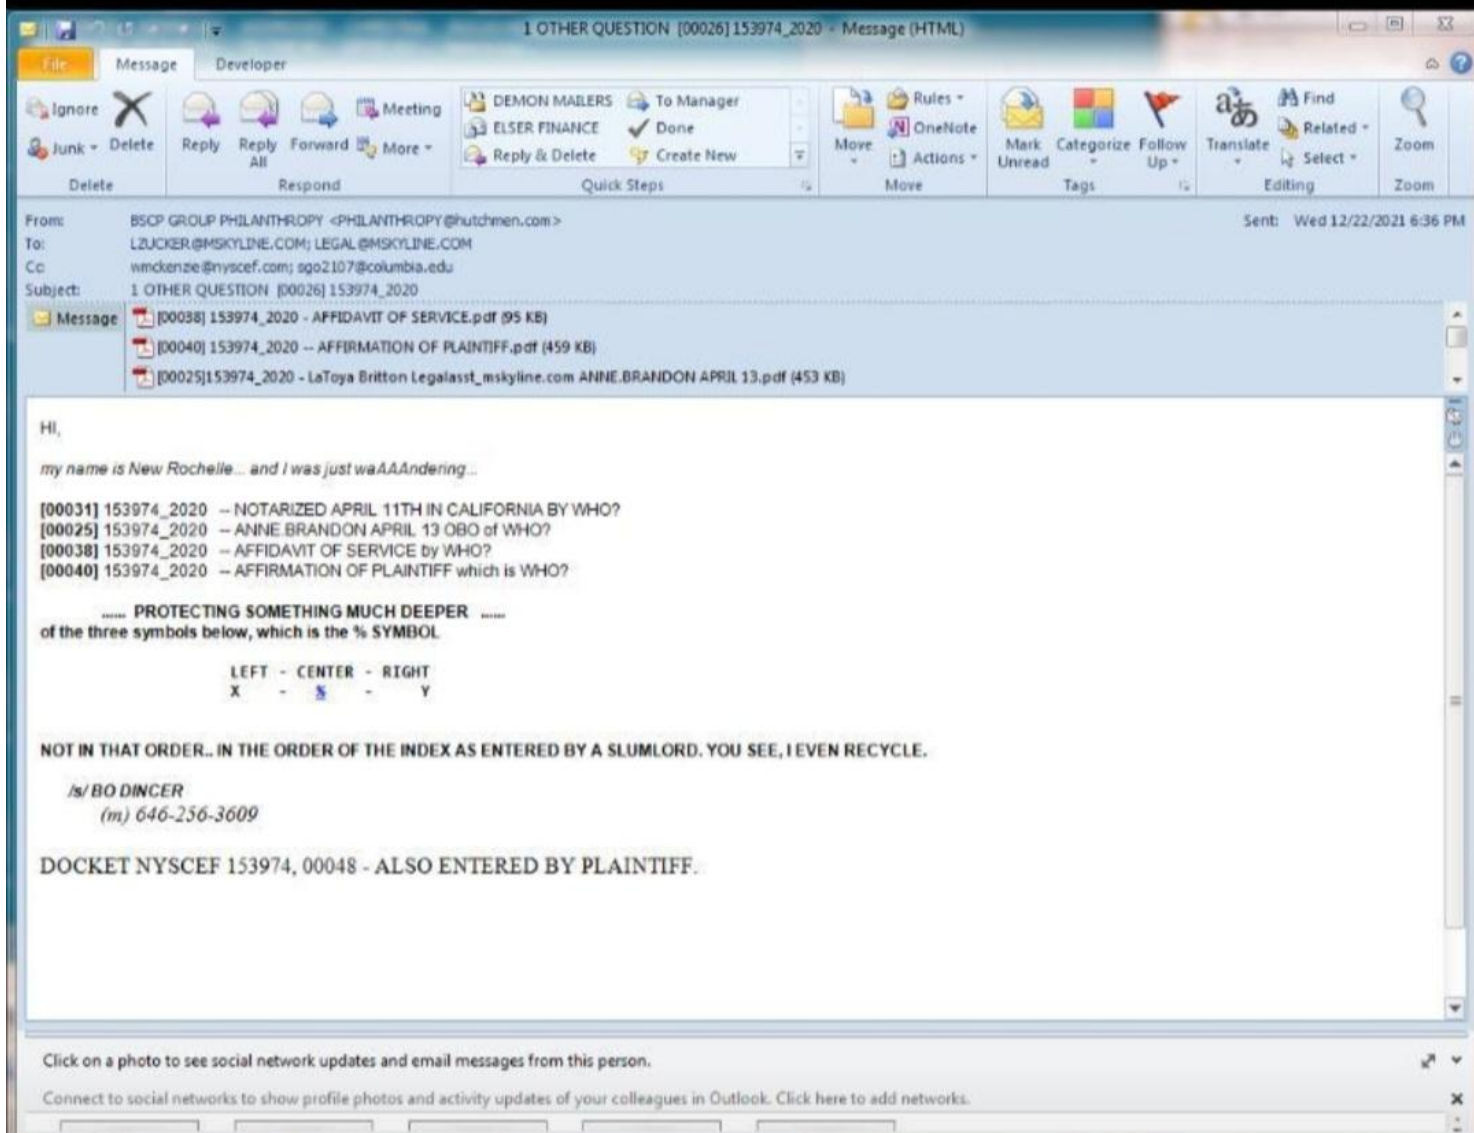 1 OTHER QUESTION [00026] 153974_2020 - Message (HTML)
File Message Developer
Ignore
Junk
Delete
Reply
Reply All
Forward
Meeting
More
DEMON MAILERS
ELSER FINANCE
Reply & Delete
To Manager
Done
Create New
Move
Rules
OneNote
Actions
Mark Unread
Categorize
Follow Up
Translate
Find
Related
Select
Zoom
Delete Respond Quick Steps Move Tags Editing Zoom
From: BSCP GROUP PHILANTHROPY <PHILANTHROPY@hutchmen.com> Sent: Wed 12/22/2021 6:36 PM
To: LZUCKER@MSKYLINE.COM; LEGAL@MSKYLINE.COM
Cc wmckenzie@nyscef.com; sgo2107@columbia.edu
Subject: 1 OTHER QUESTION [00026] 153974_2020
Message [00038] 153974_2020 - AFFIDAVIT OF SERVICE.pdf (95 KB)
[00040] 153974_2020 -- AFFIRMATION OF PLAINTIFF.pdf (459 KB)
[00025]153974_2020 - LaToya Britton Legalasst_mskyline.com ANNE.BRANDON APRIL 13.pdf (453 KB)
HI,
my name is New Rochelle... and I was just waAAAndering...
[00031] 153974_2020 -- NOTARIZED APRIL 11TH IN CALIFORNIA BY WHO?
[00025] 153974_2020 -- ANNE.BRANDON APRIL 13 OBO of WHO?
[00038] 153974_2020 -- AFFIDAVIT OF SERVICE by WHO?
[00040] 153974_2020 -- AFFIRMATION OF PLAINTIFF which is WHO?
...... PROTECTING SOMETHING MUCH DEEPER ......
of the three symbols below, which is the % SYMBOL
LEFT - CENTER - RIGHT
X - % - Y
NOT IN THAT ORDER.. IN THE ORDER OF THE INDEX AS ENTERED BY A SLUMLORD. YOU SEE, I EVEN RECYCLE.
/s/ BO DINCER
(m) 646-256-3609
DOCKET NYSCEF 153974, 00048 - ALSO ENTERED BY PLAINTIFF.
Click on a photo to see social network updates and email messages from this person.
Connect to social networks to show profile photos and activity updates of your colleagues in Outlook. Click here to add networks.